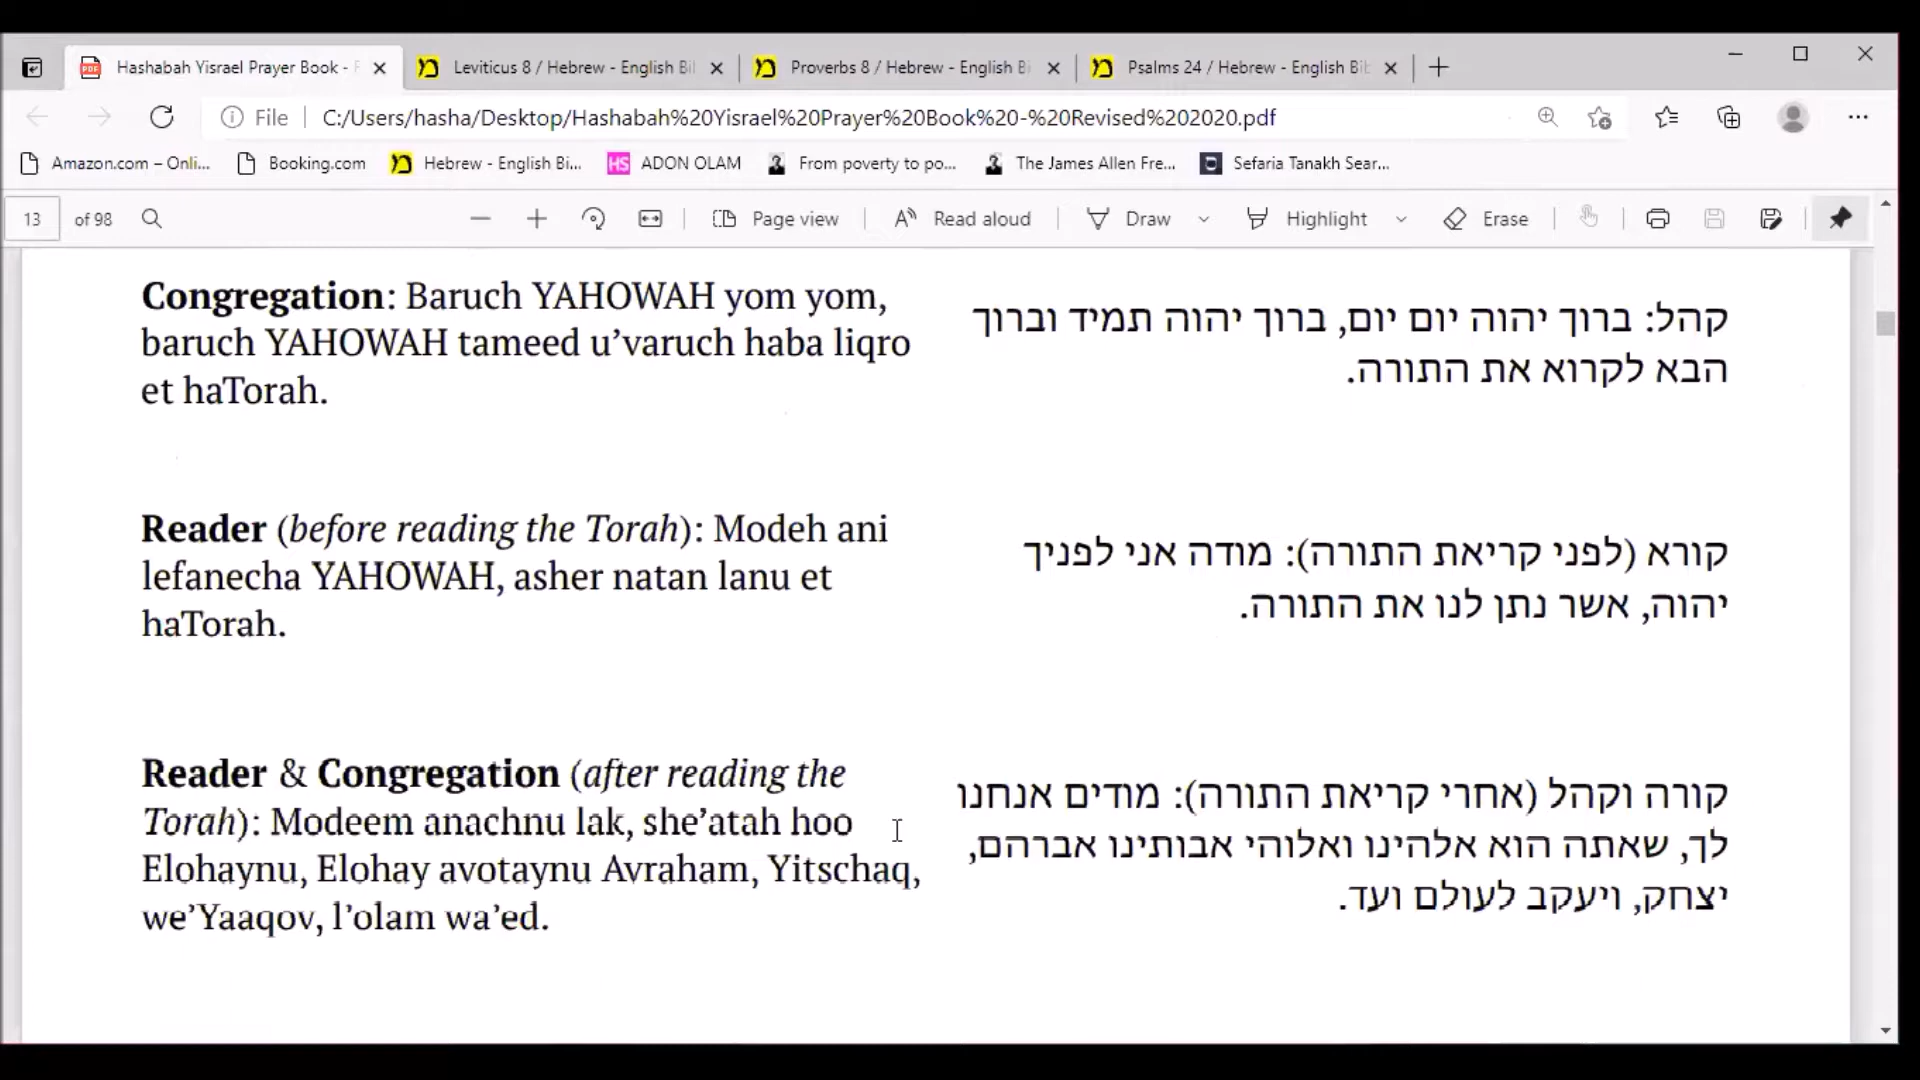 Hashabah Yisrael Prayer Book -
Leviticus 8 / Hebrew - English Bi
Proverbs 8 / Hebrew - English Bi
Psalms 24 / Hebrew - English Bib
File
C:/Users/hasha/Desktop/Hashabah%20Yisrael%20Prayer%20Book%20-%20Revised%202020.pdf
Amazon.com – Onli...
Booking.com
Hebrew - English Bi...
HS ADON OLAM
From poverty to po...
The James Allen Fre...
Sefaria Tanakh Sear...
13 of 98
Page view
Read aloud
Draw
Highlight
Erase
Congregation: Baruch YAHOWAH yom yom,
baruch YAHOWAH tameed u’varuch haba liqro
et haTorah.
קהל: ברוך יהוה יום יום, ברוך יהוה תמיד וברוך
הבא לקרוא את התורה.
Reader (before reading the Torah): Modeh ani
lefanecha YAHOWAH, asher natan lanu et
haTorah.
קורא (לפני קריאת התורה): מודה אני לפניך
יהוה, אשר נתן לנו את התורה.
Reader & Congregation (after reading the
Torah): Modeem anachnu lak, she’atah hoo
Elohaynu, Elohay avotaynu Avraham, Yitschaq,
we’Yaaqov, l’olam wa’ed.
קורה וקהל (אחרי קריאת התורה): מודים אנחנו
לך, שאתה הוא אלהינו ואלוהי אבותינו אברהם,
יצחק, ויעקב לעולם ועד.